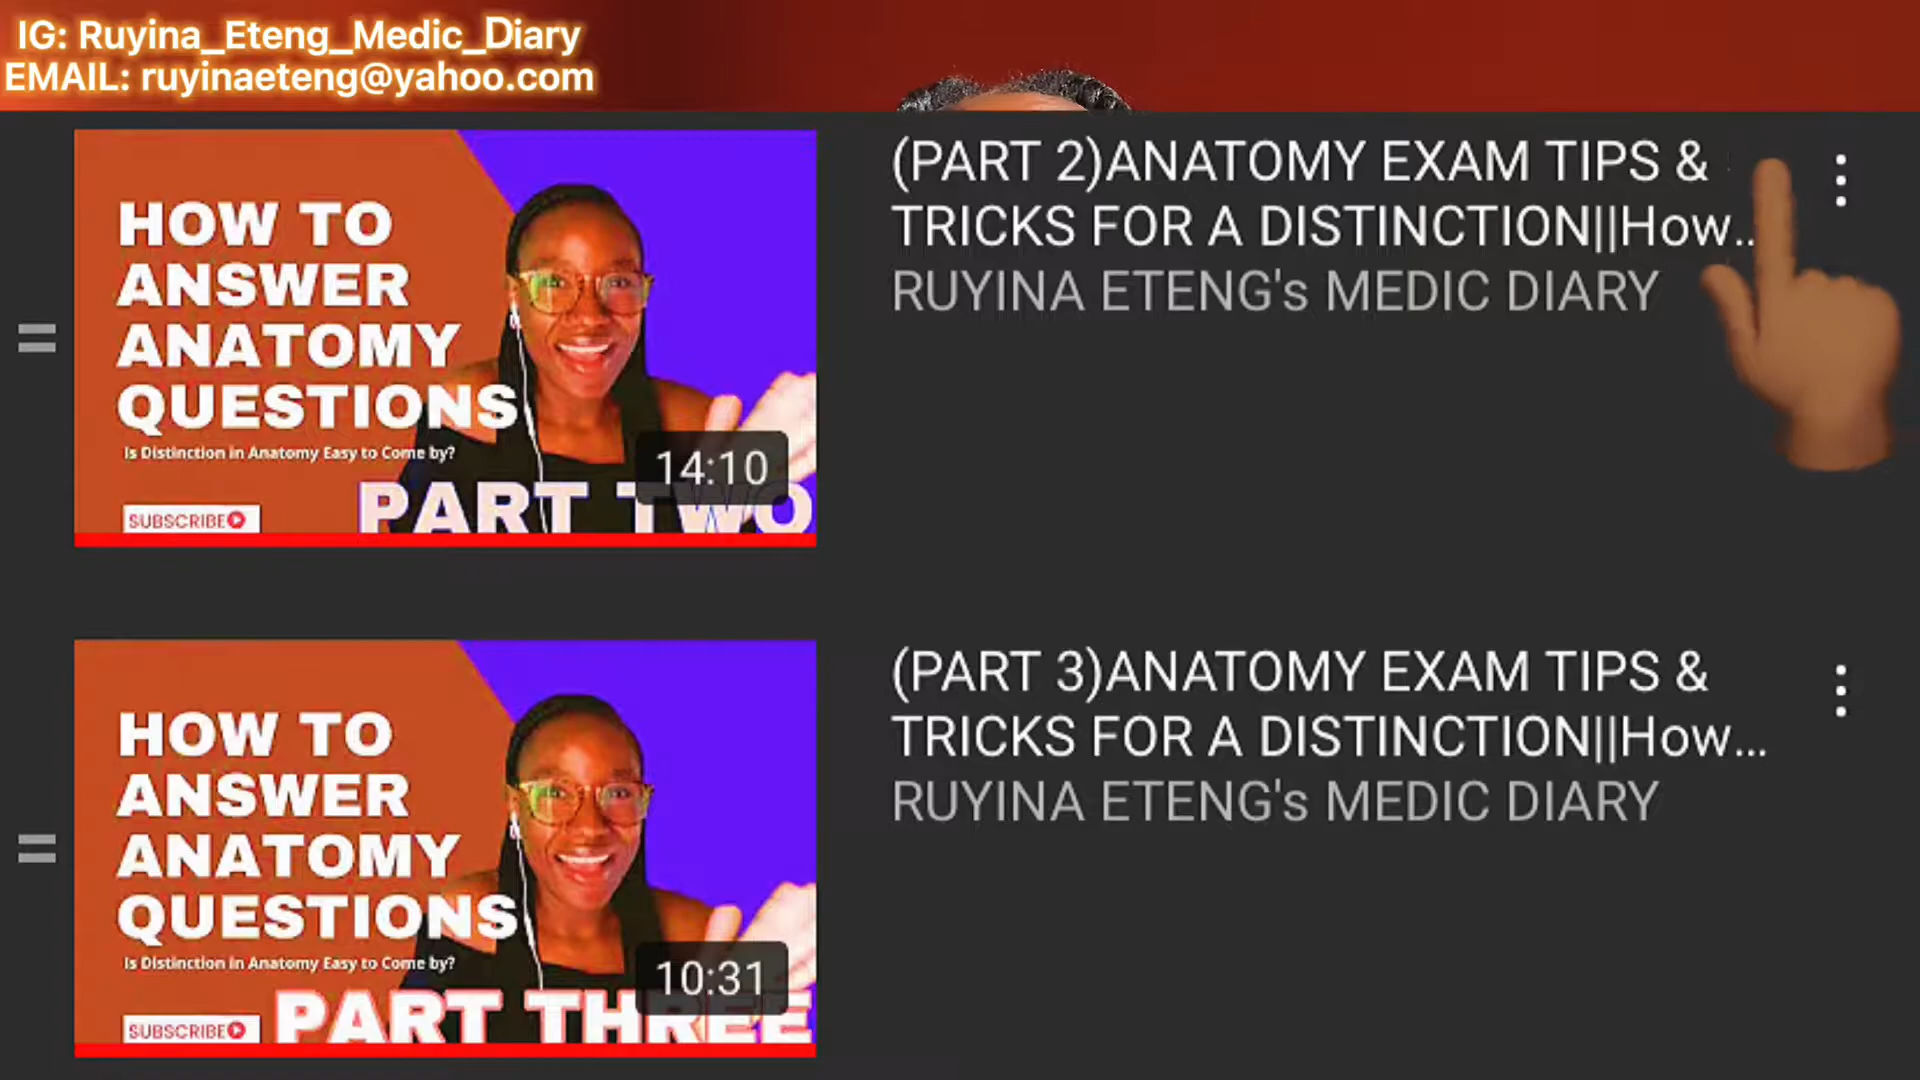 IG: Ruyina_Eteng_Medic_Diary
EMAIL: ruyinaeteng@yahoo.com
HOW TO
ANSWER
ANATOMY
QUESTIONS
Is Distinction in Anatomy Easy to Come by?
14:10
PART TWO
SUBSCRIBE
(PART 2)ANATOMY EXAM TIPS &
TRICKS FOR A DISTINCTION||How..
RUYINA ETENG's MEDIC DIARY
HOW TO
ANSWER
ANATOMY
QUESTIONS
Is Distinction in Anatomy Easy to Come by?
10:31
PART THREE
SUBSCRIBE
(PART 3)ANATOMY EXAM TIPS &
TRICKS FOR A DISTINCTION||How...
RUYINA ETENG's MEDIC DIARY